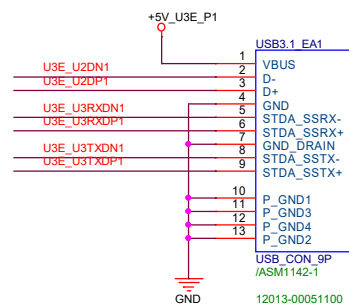 +5V_U3E_P1
USB3.1_EA1
1 VBUS
U3E_U2DN1 2 D-
U3E_U2DP1 3 D+
4 GND
U3E_U3RXDN1 5 STDA_SSRX-
U3E_U3RXDP1 6 STDA_SSRX+
7 GND_DRAIN
U3E_U3TXDN1 8 STDA_SSTX-
U3E_U3TXDP1 9 STDA_SSTX+
10 P_GND1
11 P_GND3
12 P_GND4
13 P_GND2
USB_CON_9P
/ASM1142-1
GND 12013-00051100